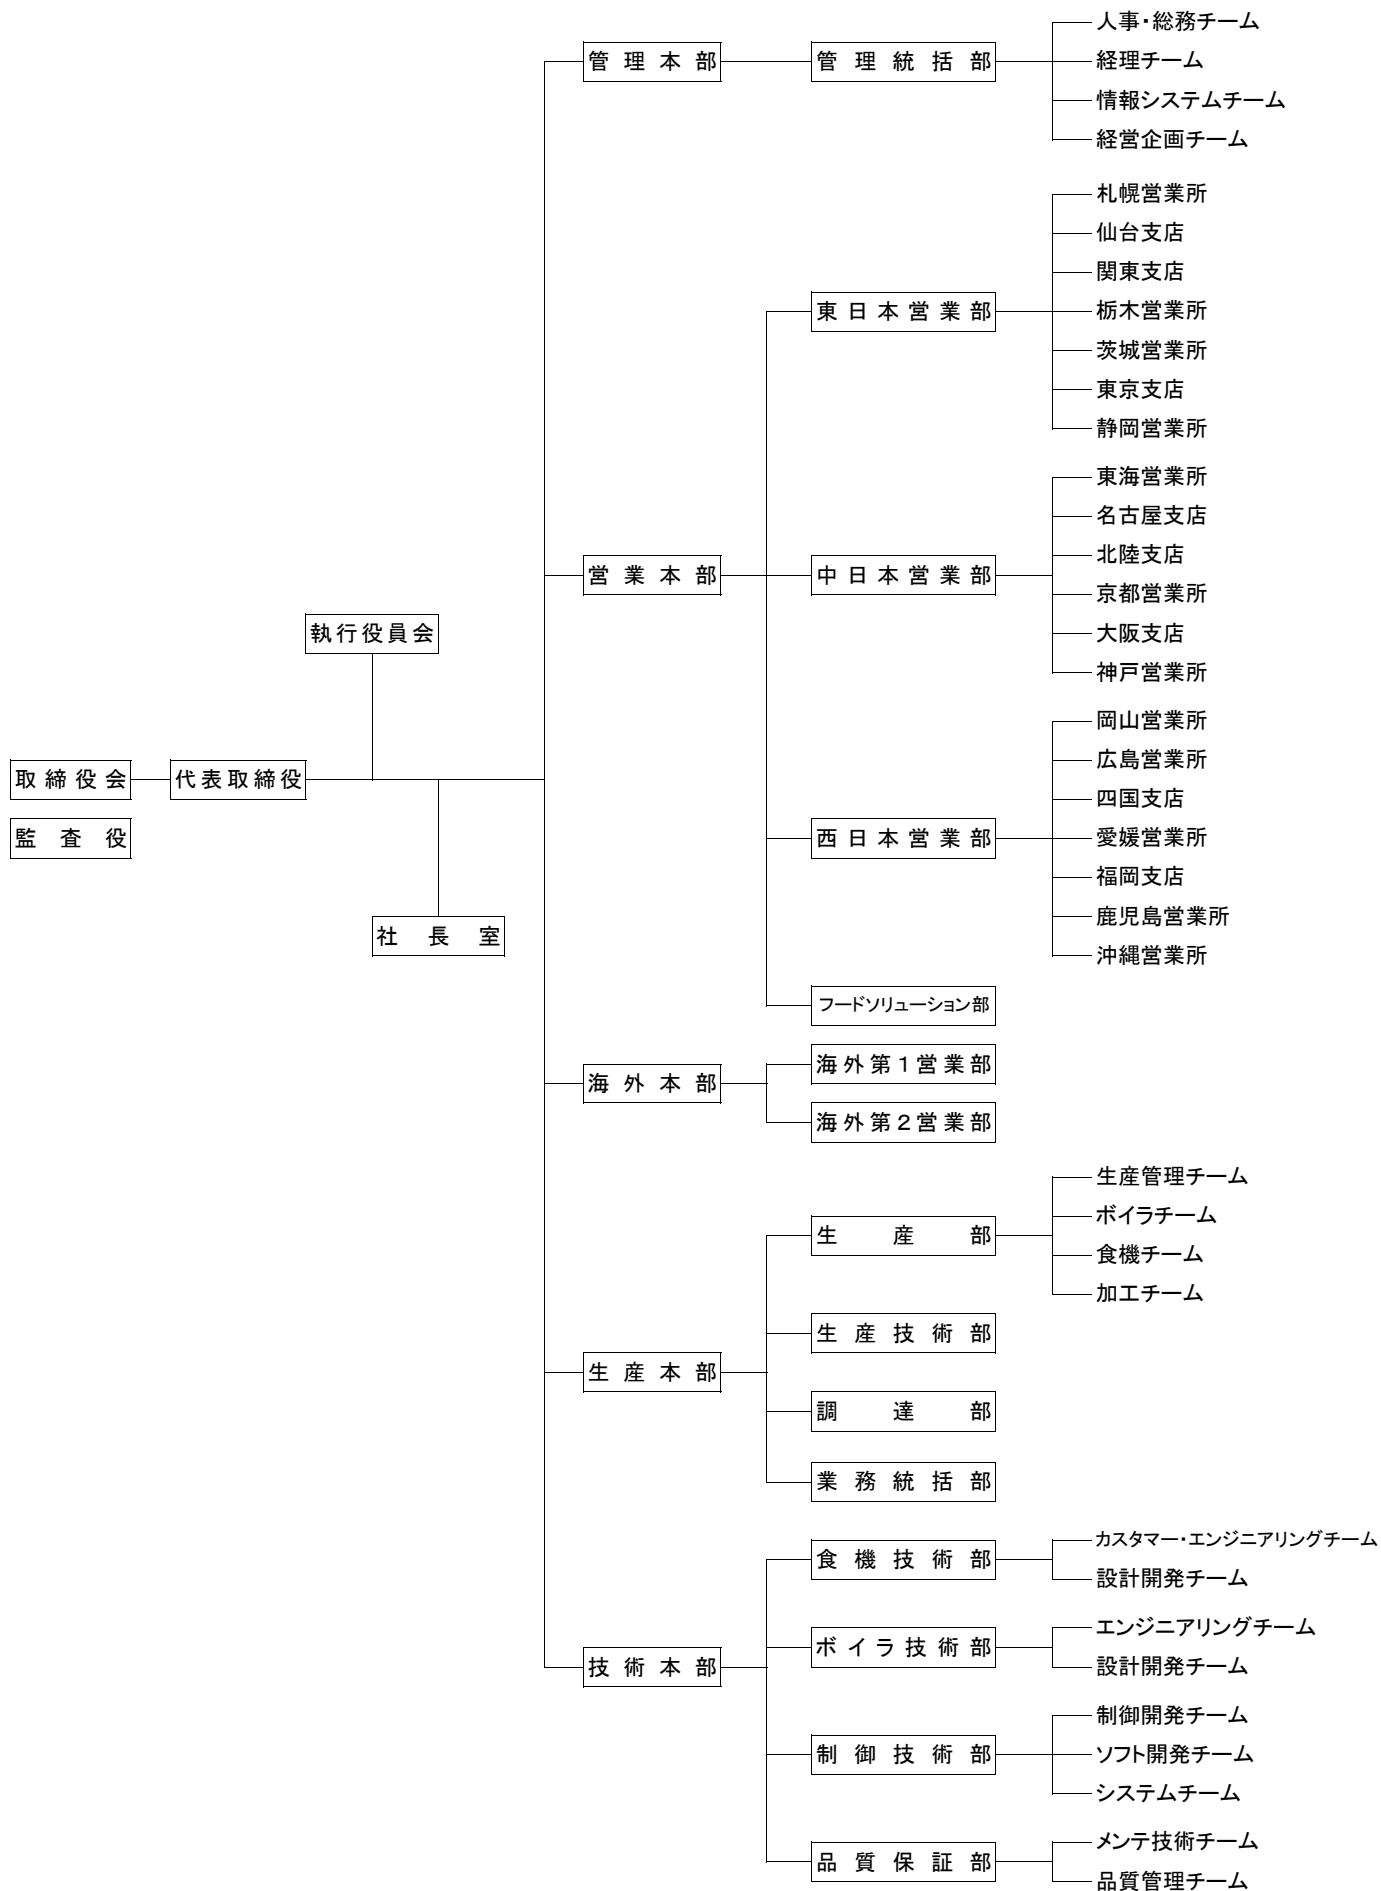 取締役会
監査役
代表取締役
執行役員会
社長室
管理本部
管理統括部
人事・総務チーム
経理チーム
情報システムチーム
経営企画チーム
営業本部
東日本営業部
札幌営業所
仙台支店
関東支店
栃木営業所
茨城営業所
東京支店
静岡営業所
中日本営業部
東海営業所
名古屋支店
北陸支店
京都営業所
大阪支店
神戸営業所
西日本営業部
岡山営業所
広島営業所
四国支店
愛媛営業所
福岡支店
鹿児島営業所
沖縄営業所
フードソリューション部
海外本部
海外第1営業部
海外第2営業部
生産本部
生産部
生産管理チーム
ボイラチーム
食機チーム
加工チーム
生産技術部
調達部
業務統括部
技術本部
食機技術部
カスタマー・エンジニアリングチーム
設計開発チーム
ボイラ技術部
エンジニアリングチーム
設計開発チーム
制御技術部
制御開発チーム
ソフト開発チーム
システムチーム
品質保証部
メンテ技術チーム
品質管理チーム